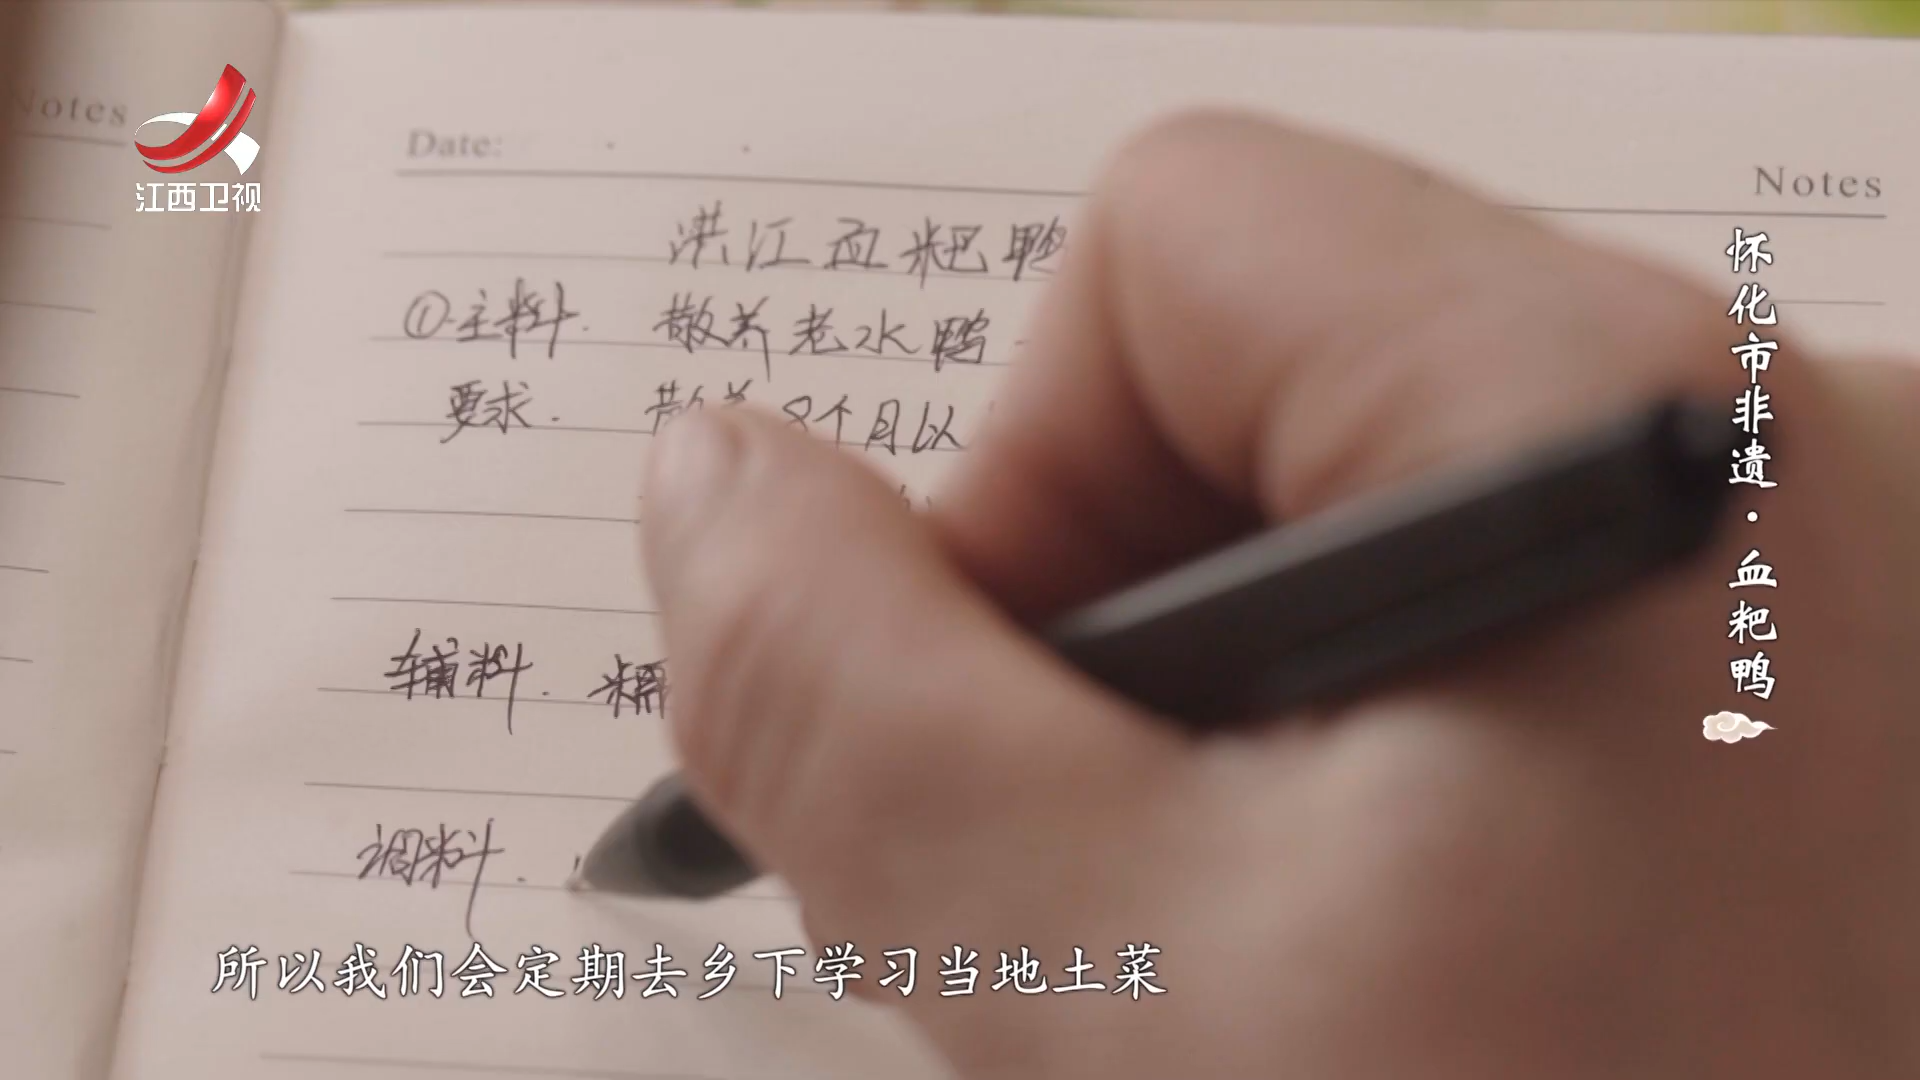 Notes
江西卫视
Date:
Notes
洪江血粑鸭
①主料. 散养老水鸭.
要求. 散养8个月以
辅料. 糯
调料.
怀化市非遗·血粑鸭
所以我们会定期去乡下学习当地土菜